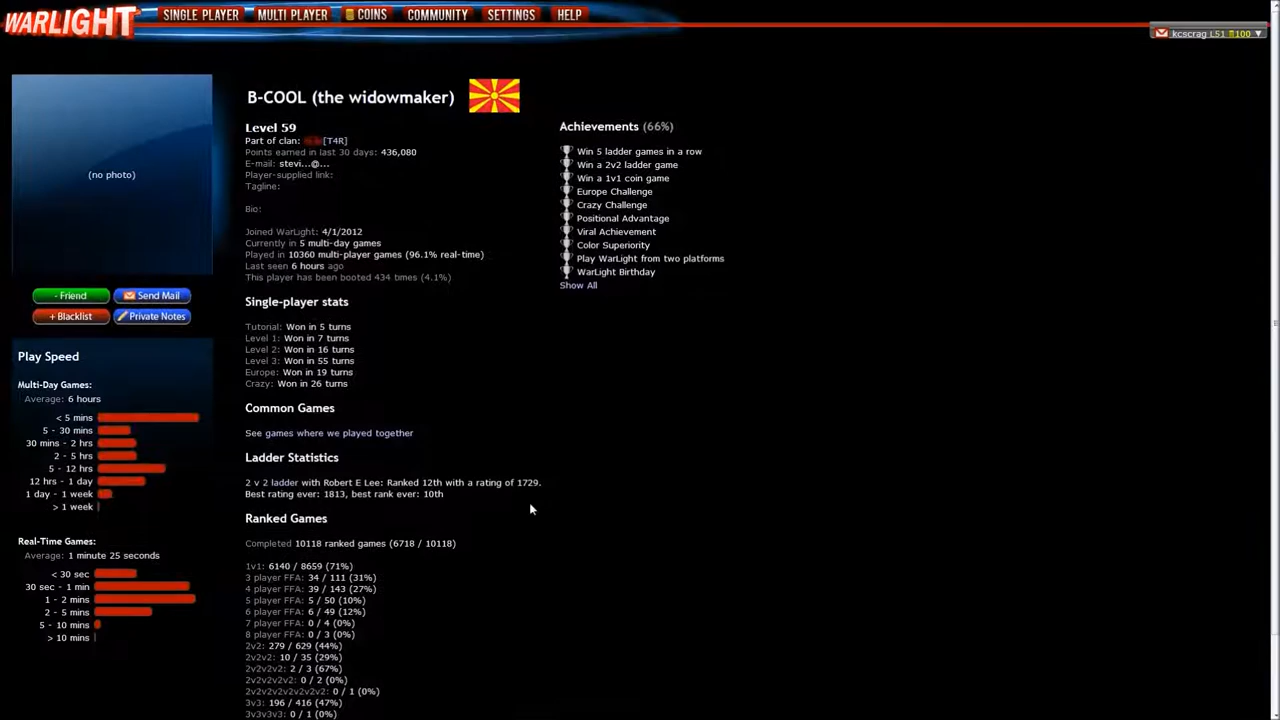 WARLIGHT
SINGLE PLAYER MULTI PLAYER COINS COMMUNITY SETTINGS HELP
kcscrag L51 100 ▼
(no photo)
- Friend Send Mail
+ Blacklist Private Notes
Play Speed
Multi-Day Games:
Average: 6 hours
< 5 mins
5 - 30 mins
30 mins - 2 hrs
2 - 5 hrs
5 - 12 hrs
12 hrs - 1 day
1 day - 1 week
> 1 week
Real-Time Games:
Average: 1 minute 25 seconds
< 30 sec
30 sec - 1 min
1 - 2 mins
2 - 5 mins
5 - 10 mins
> 10 mins
B-COOL (the widowmaker)
Level 59
Part of clan: [T4R]
Points earned in last 30 days: 436,080
E-mail: stevi...@...
Player-supplied link:
Tagline:
Bio:
Joined WarLight: 4/1/2012
Currently in 5 multi-day games
Played in 10360 multi-player games (96.1% real-time)
Last seen 6 hours ago
This player has been booted 434 times (4.1%)
Single-player stats
Tutorial: Won in 5 turns
Level 1: Won in 7 turns
Level 2: Won in 16 turns
Level 3: Won in 55 turns
Europe: Won in 19 turns
Crazy: Won in 26 turns
Common Games
See games where we played together
Ladder Statistics
2 v 2 ladder with Robert E Lee: Ranked 12th with a rating of 1729.
Best rating ever: 1813, best rank ever: 10th
Ranked Games
Completed 10118 ranked games (6718 / 10118)
1v1: 6140 / 8659 (71%)
3 player FFA: 34 / 111 (31%)
4 player FFA: 39 / 143 (27%)
5 player FFA: 5 / 50 (10%)
6 player FFA: 6 / 49 (12%)
7 player FFA: 0 / 4 (0%)
8 player FFA: 0 / 3 (0%)
2v2: 279 / 629 (44%)
2v2v2: 10 / 35 (29%)
2v2v2v2: 2 / 3 (67%)
2v2v2v2v2: 0 / 2 (0%)
2v2v2v2v2v2v2: 0 / 1 (0%)
3v3: 196 / 416 (47%)
3v3v3v3: 0 / 1 (0%)
Achievements (66%)
Win 5 ladder games in a row
Win a 2v2 ladder game
Win a 1v1 coin game
Europe Challenge
Crazy Challenge
Positional Advantage
Viral Achievement
Color Superiority
Play WarLight from two platforms
WarLight Birthday
Show All